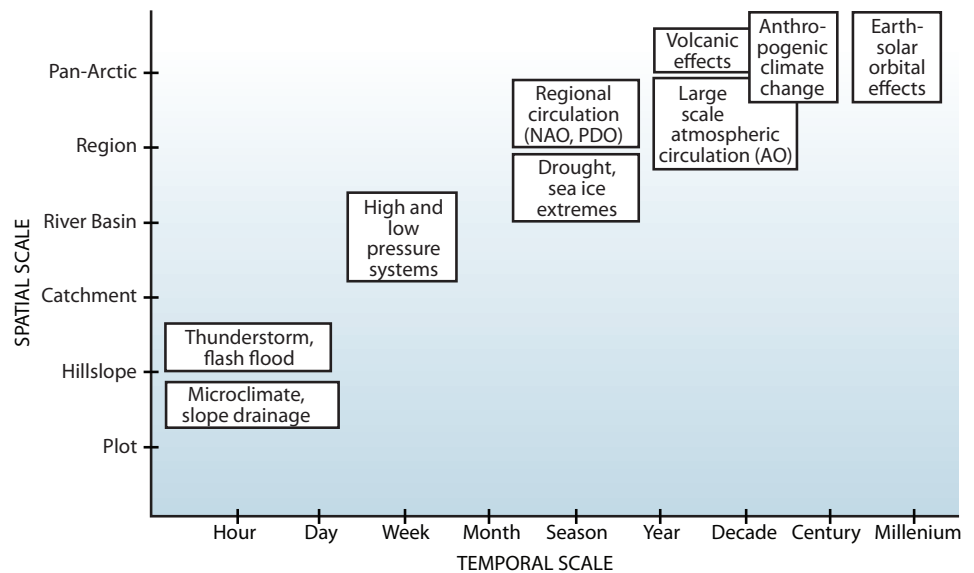 SPATIAL SCALE
Pan-Arctic
Region
River Basin
Catchment
Hillslope
Plot
Volcanic
effects
Anthro-
pogenic
climate
change
Earth-
solar
orbital
effects
Regional
circulation
(NAO, PDO)
Large
scale
atmospheric
circulation (AO)
Drought,
sea ice
extremes
High and
low
pressure
systems
Thunderstorm,
flash flood
Microclimate,
slope drainage
Hour Day Week Month Season Year Decade Century Millenium
TEMPORAL SCALE